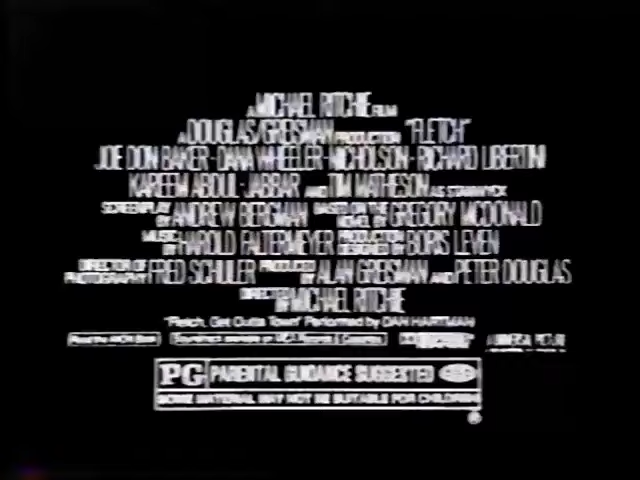 A MICHAEL RITCHIE FILM
A DOUGLAS/GREISMAN PRODUCTION "FLETCH"
JOE DON BAKER · DANA WHEELER-NICHOLSON · RICHARD LIBERTINI
KAREEM ABDUL-JABBAR AND TIM MATHESON AS STANWYK
SCREENPLAY BY ANDREW BERGMAN BASED ON THE NOVEL BY GREGORY MCDONALD
MUSIC BY HAROLD FALTERMEYER PRODUCTION DESIGNED BY BORIS LEVEN
DIRECTOR OF PHOTOGRAPHY FRED SCHULER PRODUCED BY ALAN GREISMAN AND PETER DOUGLAS
DIRECTED BY MICHAEL RITCHIE
"Fletch, Get Outta Town" Performed by DAN HARTMAN
A UNIVERSAL PICTURE
PG PARENTAL GUIDANCE SUGGESTED
SOME MATERIAL MAY NOT BE SUITABLE FOR CHILDREN
®